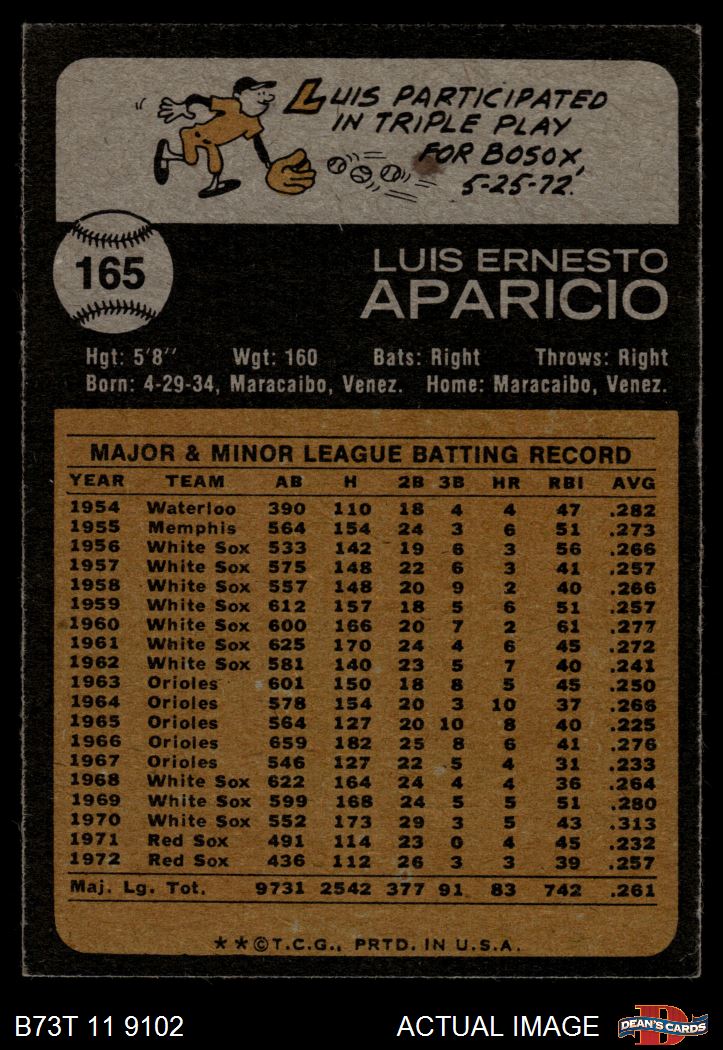 LUIS PARTICIPATED
IN TRIPLE PLAY
FOR BOSOX,
5-25-72.
165
LUIS ERNESTO
APARICIO
Hgt: 5'8" Wgt: 160 Bats: Right Throws: Right
Born: 4-29-34, Maracaibo, Venez. Home: Maracaibo, Venez.
MAJOR & MINOR LEAGUE BATTING RECORD
YEAR TEAM AB H 2B 3B HR RBI AVG
1954 Waterloo 390 110 18 4 4 47 .282
1955 Memphis 564 154 24 3 6 51 .273
1956 White Sox 533 142 19 6 3 56 .266
1957 White Sox 575 148 22 6 3 41 .257
1958 White Sox 557 148 20 9 2 40 .266
1959 White Sox 612 157 18 5 6 51 .257
1960 White Sox 600 166 20 7 2 61 .277
1961 White Sox 625 170 24 4 6 45 .272
1962 White Sox 581 140 23 5 7 40 .241
1963 Orioles 601 150 18 8 5 45 .250
1964 Orioles 578 154 20 3 10 37 .266
1965 Orioles 564 127 20 10 8 40 .225
1966 Orioles 659 182 25 8 6 41 .276
1967 Orioles 546 127 22 5 4 31 .233
1968 White Sox 622 164 24 4 4 36 .264
1969 White Sox 599 168 24 5 5 51 .280
1970 White Sox 552 173 29 3 5 43 .313
1971 Red Sox 491 114 23 0 4 45 .232
1972 Red Sox 436 112 26 3 3 39 .257
Maj. Lg. Tot. 9731 2542 377 91 83 742 .261
★★©T.C.G., PRTD. IN U.S.A.
B73T 11 9102 ACTUAL IMAGE DEAN'S CARDS